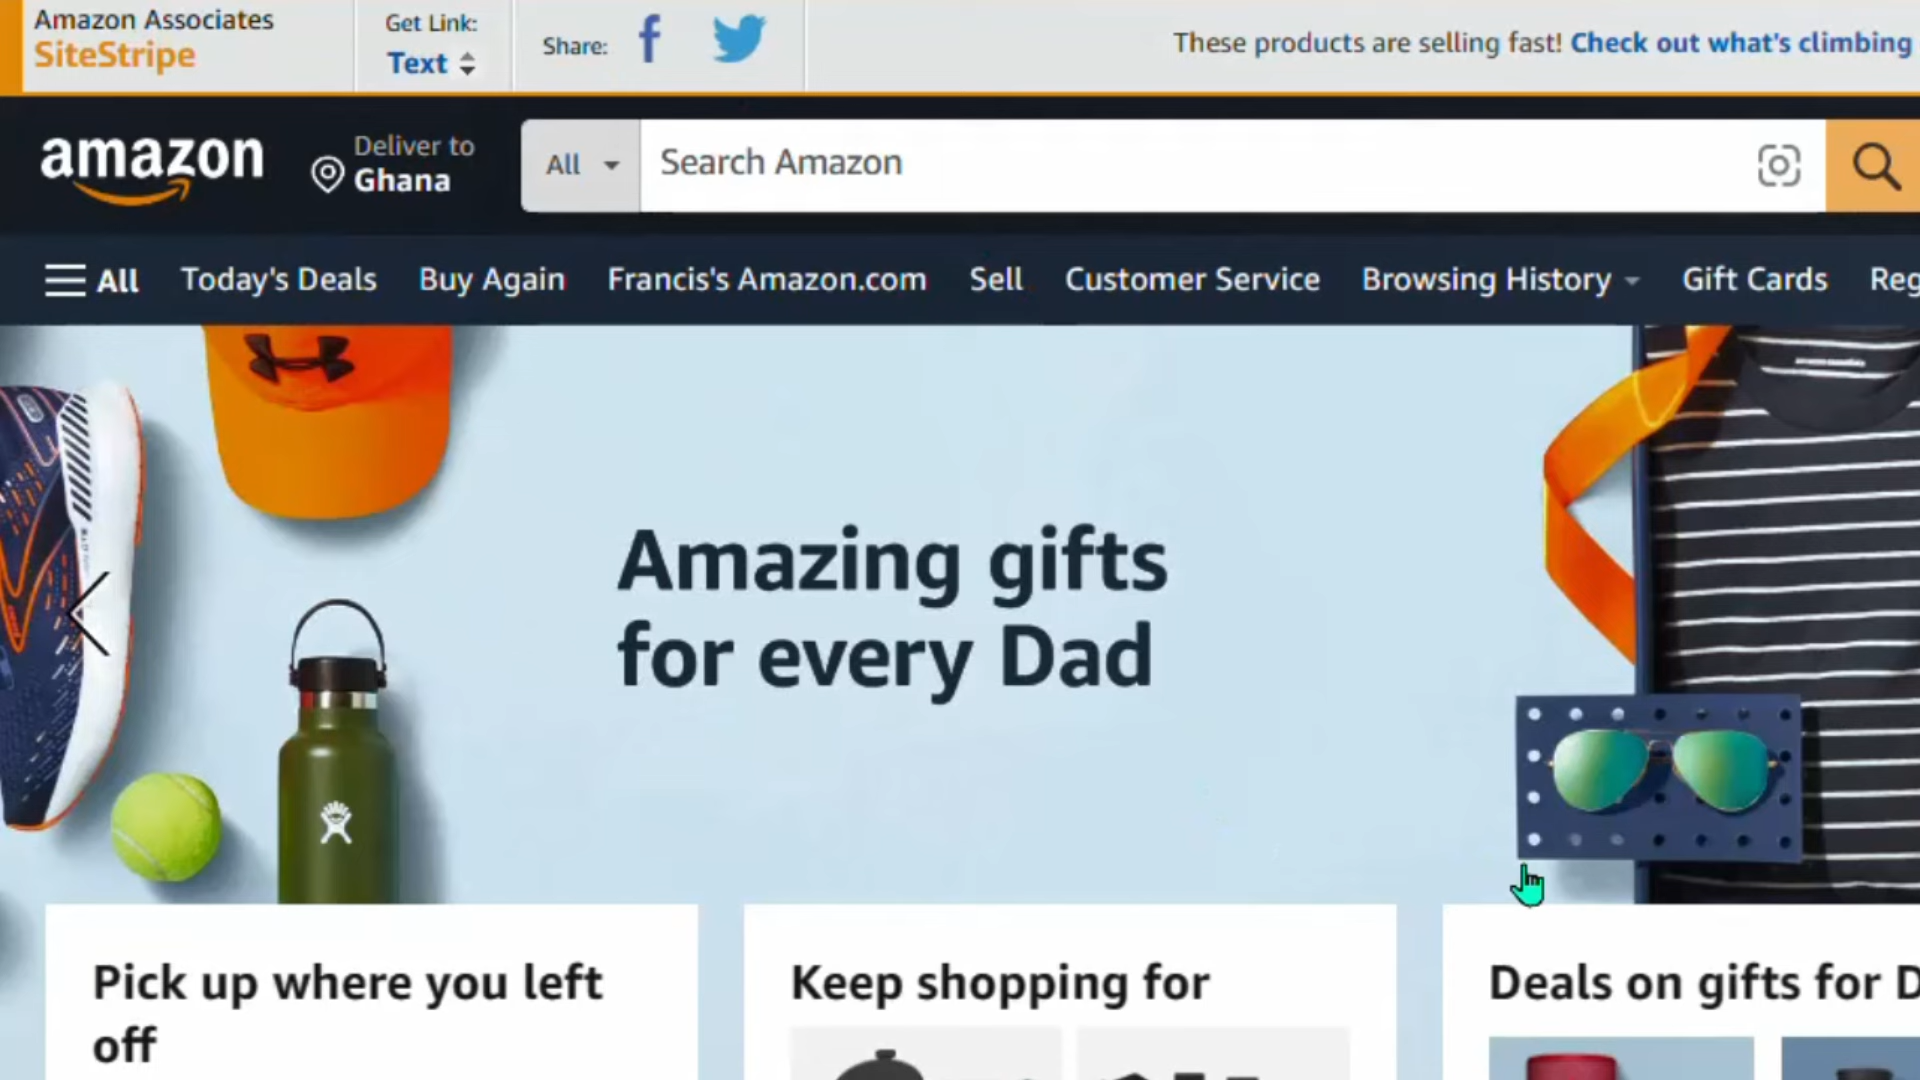 Amazon Associates
SiteStripe
Get Link:
Text
Share:
These products are selling fast! Check out what's climbing
amazon
Deliver to
Ghana
All
Search Amazon
All
Today's Deals
Buy Again
Francis's Amazon.com
Sell
Customer Service
Browsing History
Gift Cards
Reg
Amazing gifts
for every Dad
Pick up where you left
off
Keep shopping for
Deals on gifts for D